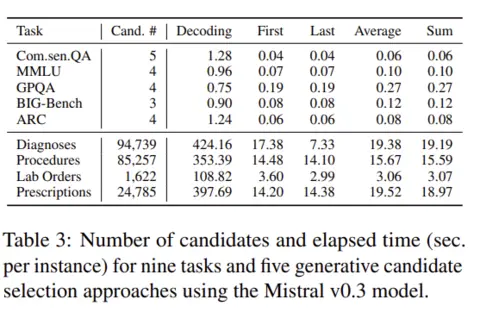 Task Cand. # Decoding First Last Average Sum
Com.sen.QA 5 1.28 0.04 0.04 0.06 0.06
MMLU 4 0.96 0.07 0.07 0.10 0.10
GPQA 4 0.75 0.19 0.19 0.27 0.27
BIG-Bench 3 0.90 0.08 0.08 0.12 0.12
ARC 4 1.24 0.06 0.06 0.08 0.08
Diagnoses 94,739 424.16 17.38 7.33 19.38 19.19
Procedures 85,257 353.39 14.48 14.10 15.67 15.59
Lab Orders 1,622 108.82 3.60 2.99 3.06 3.07
Prescriptions 24,785 397.69 14.20 14.38 19.52 18.97
Table 3: Number of candidates and elapsed time (sec.
per instance) for nine tasks and five generative candidate
selection approaches using the Mistral v0.3 model.